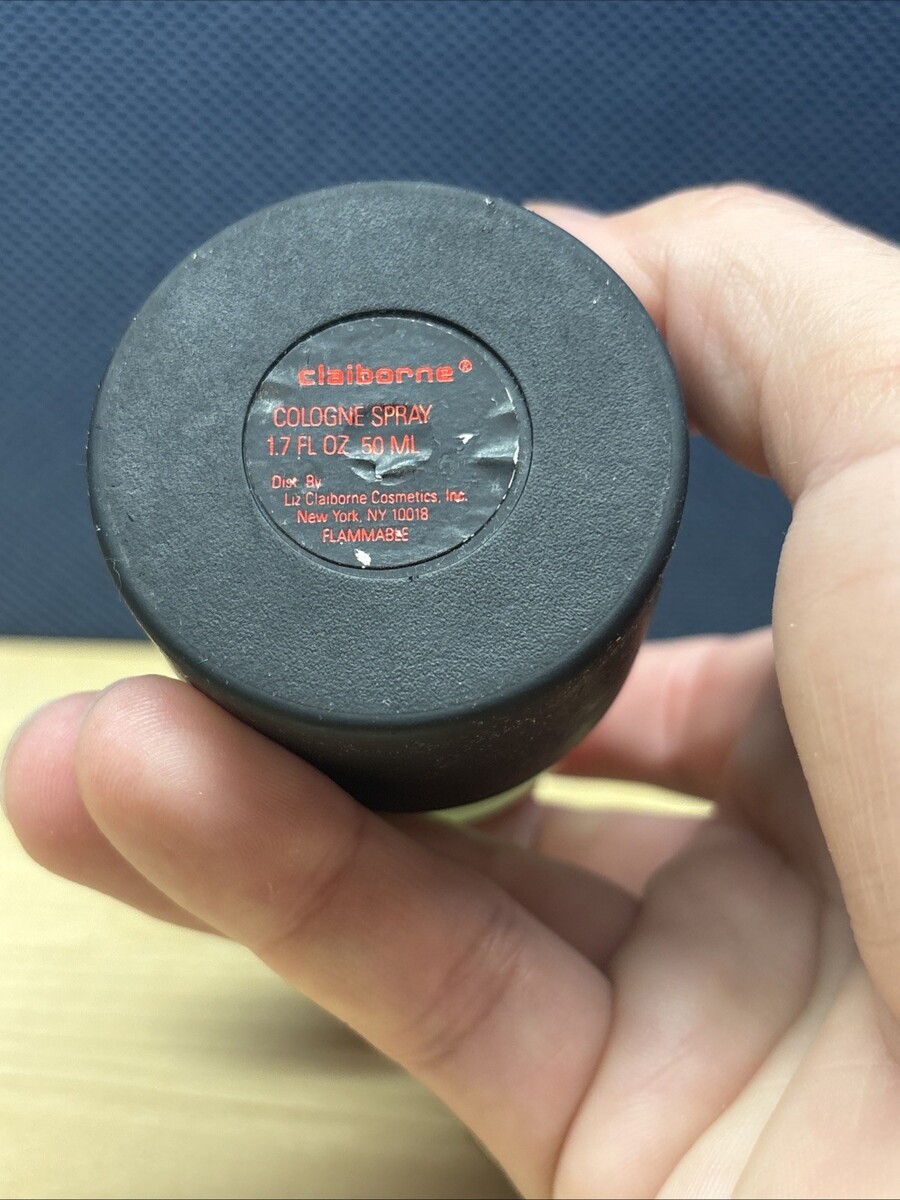 claiborne®
COLOGNE SPRAY
1.7 FL OZ 50 ML
Dist. By
Liz Claiborne Cosmetics, Inc.
New York, NY 10018
FLAMMABLE